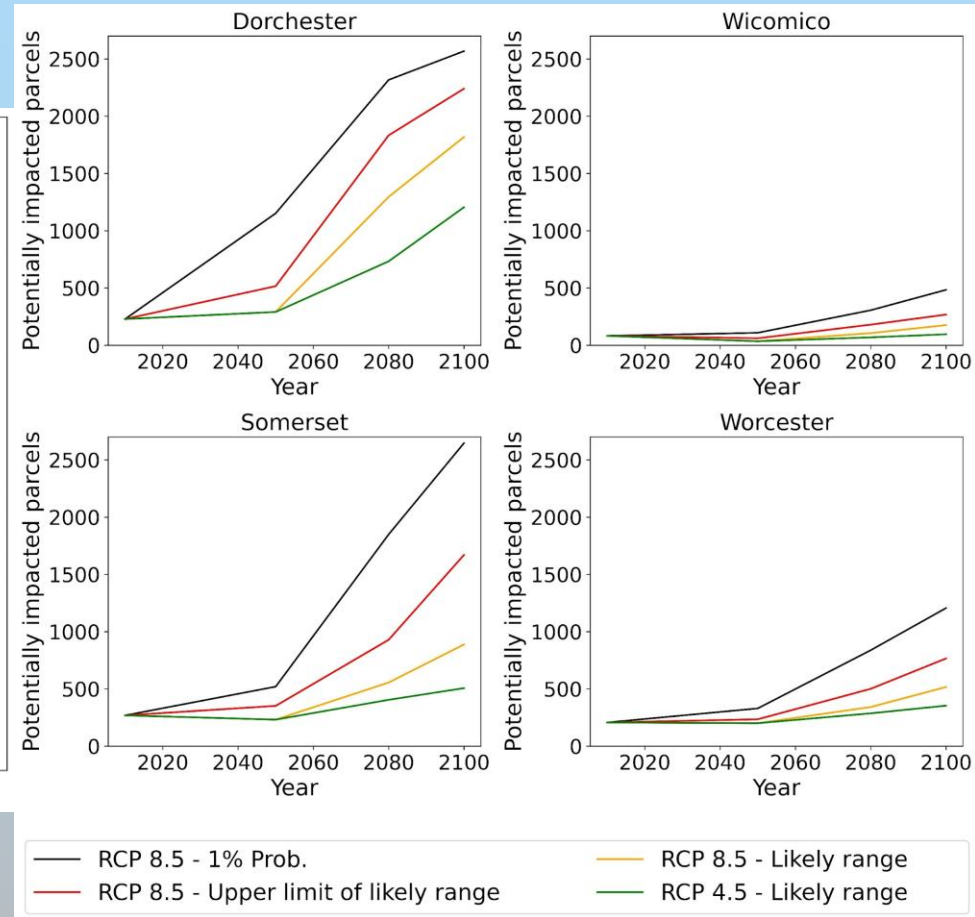 Dorchester
Potentially impacted parcels
2500
2000
1500
1000
500
0
2020 2040 2060 2080 2100
Year
Wicomico
Potentially impacted parcels
2500
2000
1500
1000
500
0
2020 2040 2060 2080 2100
Year
Somerset
Potentially impacted parcels
2500
2000
1500
1000
500
0
2020 2040 2060 2080 2100
Year
Worcester
Potentially impacted parcels
2500
2000
1500
1000
500
0
2020 2040 2060 2080 2100
Year
RCP 8.5 - 1% Prob.
RCP 8.5 - Upper limit of likely range
RCP 8.5 - Likely range
RCP 4.5 - Likely range